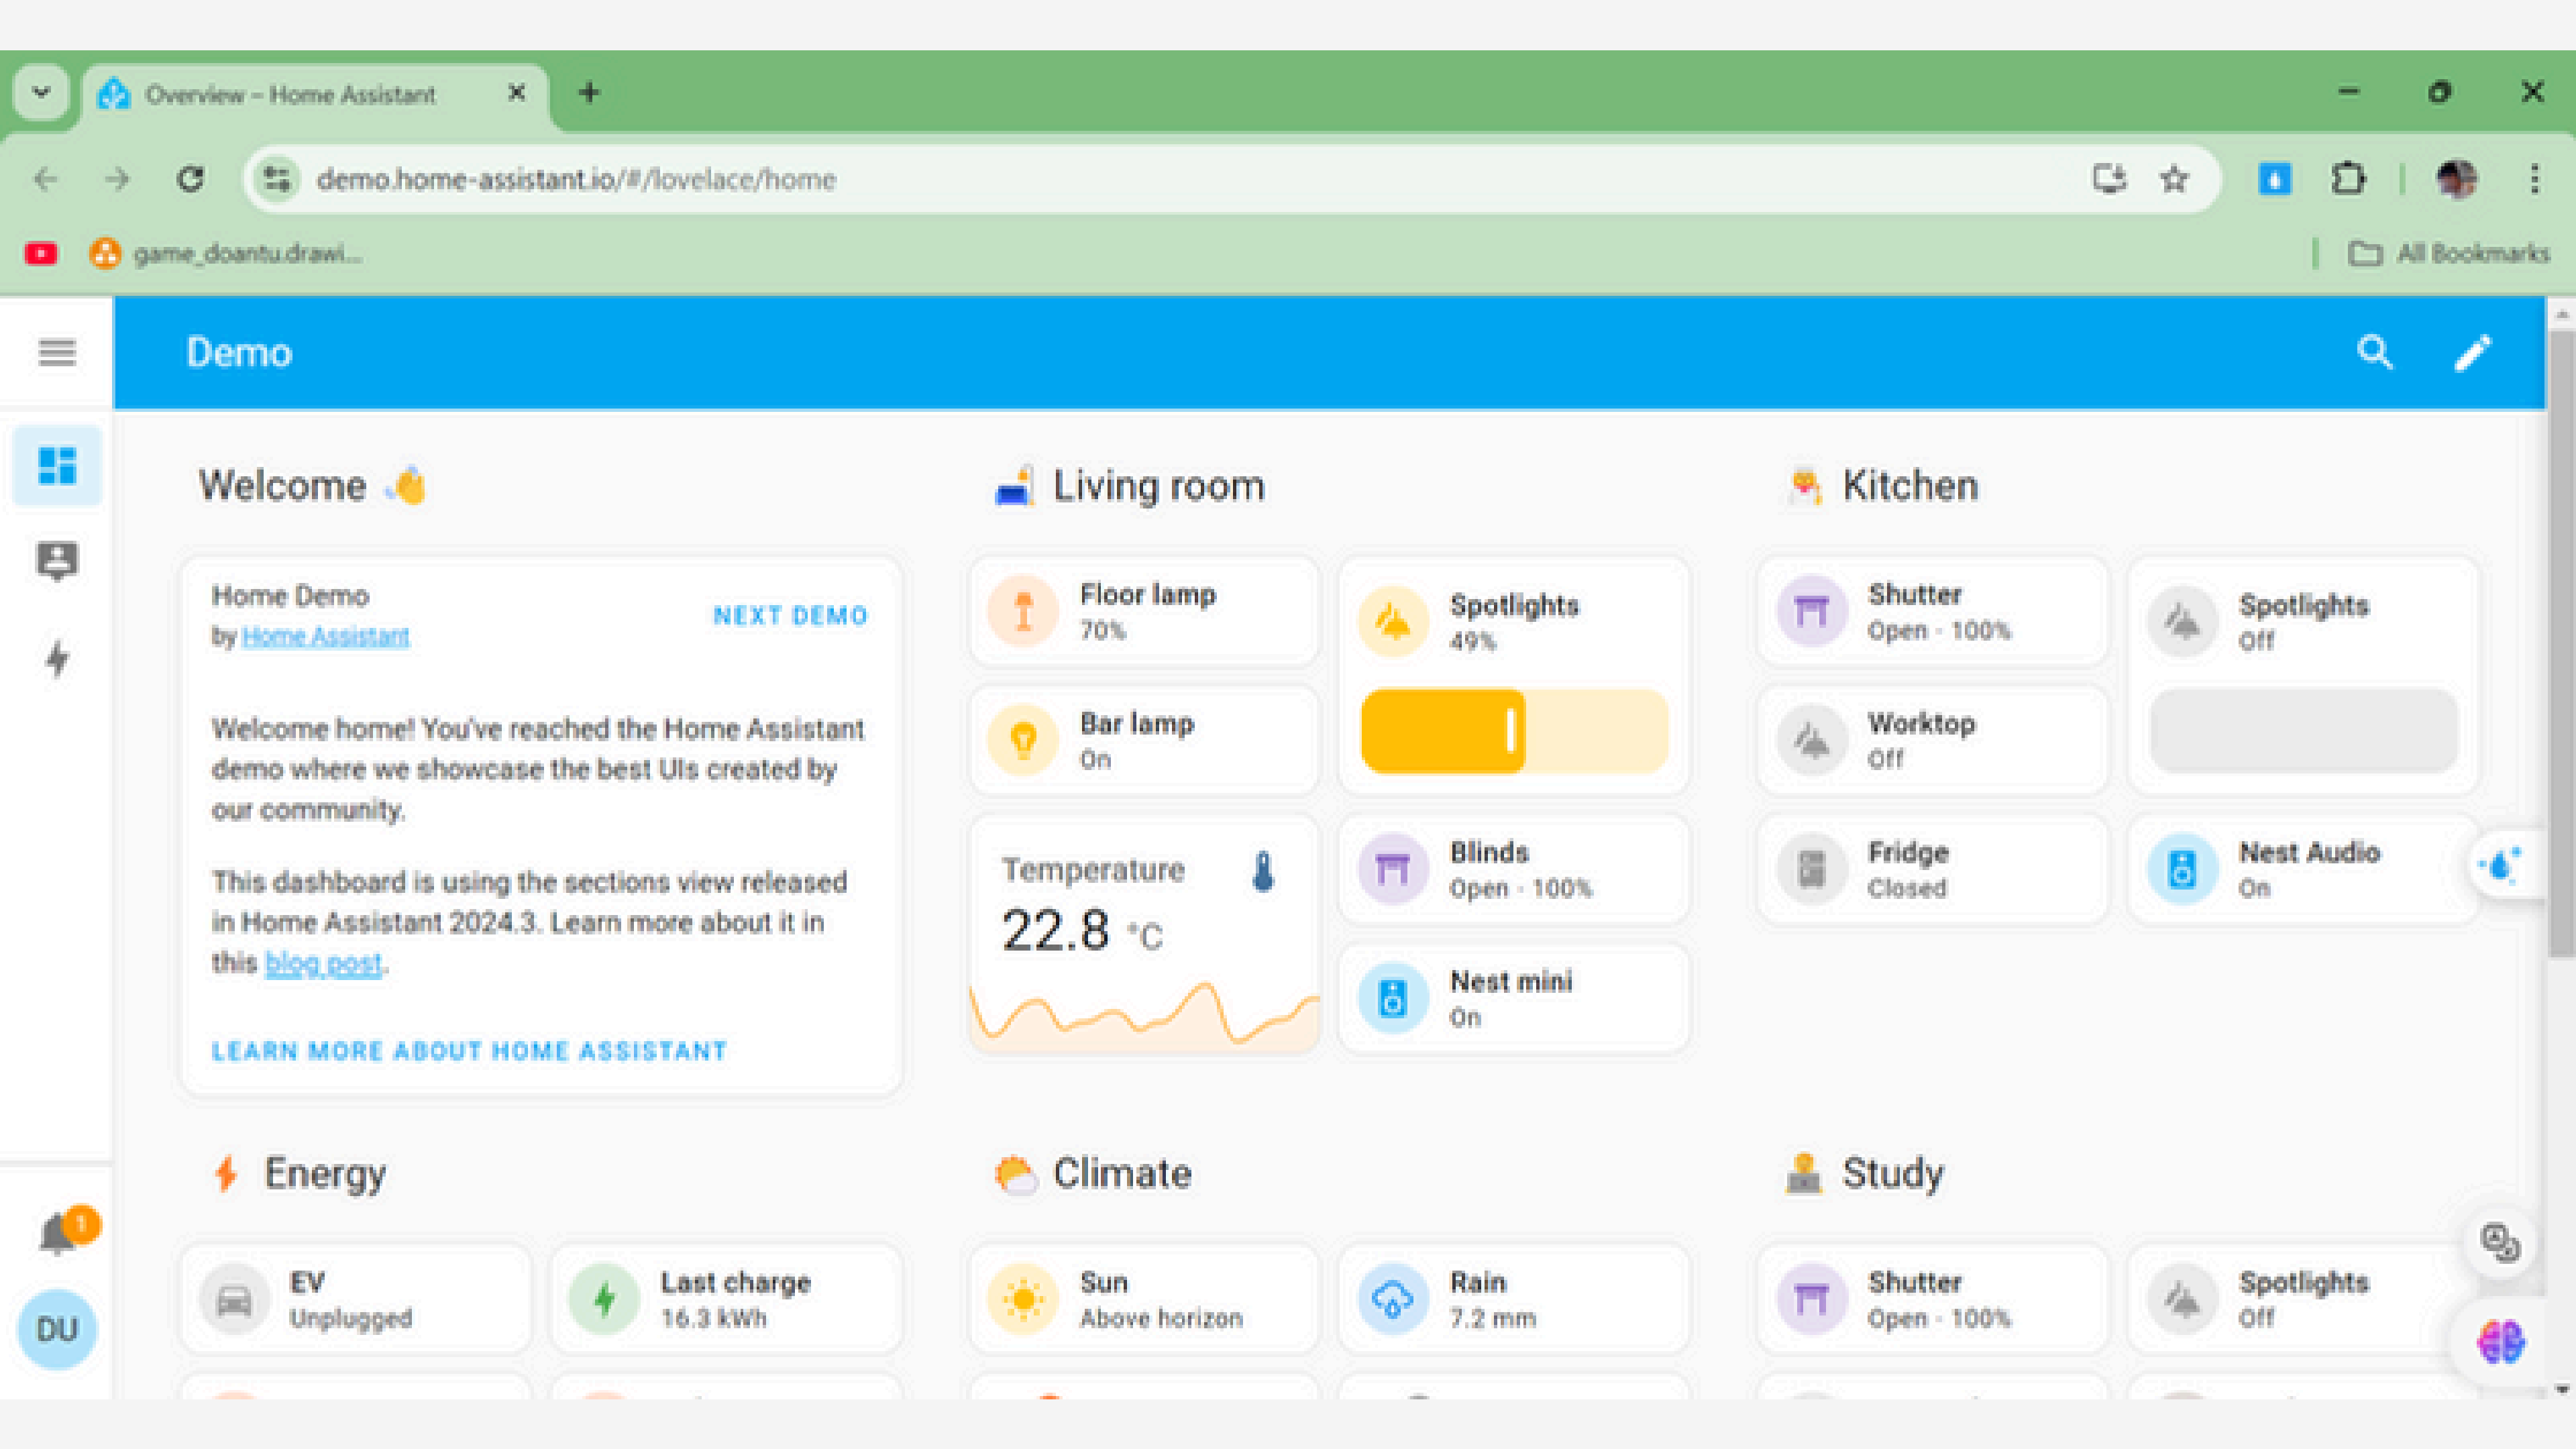 Overview – Home Assistant
demo.home-assistant.io/#/lovelace/home
game_doantu.drawi...
All Bookmarks
Demo
Welcome
Home Demo
by Home Assistant
NEXT DEMO
Welcome home! You've reached the Home Assistant
demo where we showcase the best UIs created by
our community.
This dashboard is using the sections view released
in Home Assistant 2024.3. Learn more about it in
this blog post.
LEARN MORE ABOUT HOME ASSISTANT
Living room
Floor lamp
70%
Spotlights
49%
Bar lamp
On
Temperature
22.8 °C
Blinds
Open · 100%
Nest mini
On
Kitchen
Shutter
Open · 100%
Spotlights
Off
Worktop
Off
Fridge
Closed
Nest Audio
On
Energy
EV
Unplugged
Last charge
16.3 kWh
Climate
Sun
Above horizon
Rain
7.2 mm
Study
Shutter
Open · 100%
Spotlights
Off
1
DU